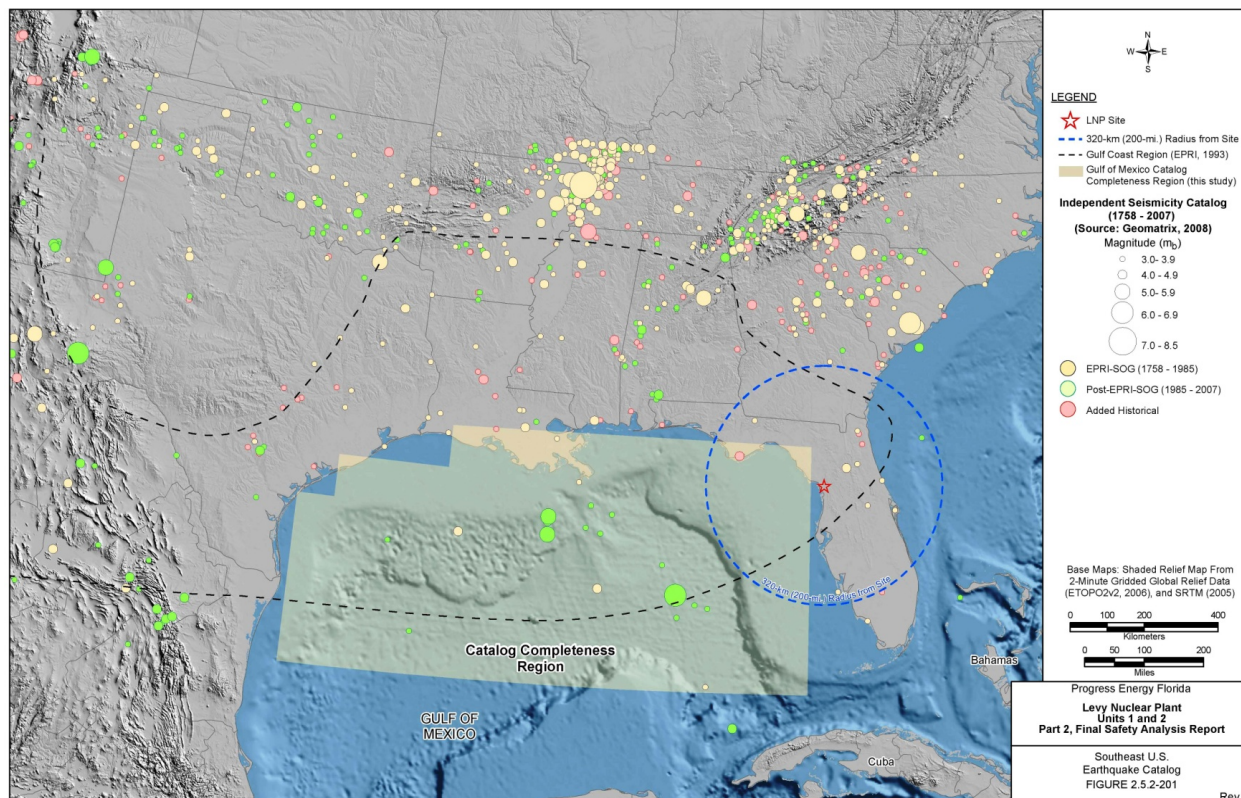 N
W E
S
LEGEND
LNP Site
320-km (200-mi.) Radius from Site
Gulf Coast Region (EPRI, 1993)
Gulf of Mexico Catalog
Completeness Region (this study)
Independent Seismicity Catalog
(1758 - 2007)
(Source: Geomatrix, 2008)
Magnitude (mb)
3.0- 3.9
4.0 - 4.9
5.0 - 5.9
6.0 - 6.9
7.0 - 8.5
EPRI-SOG (1758 - 1985)
Post-EPRI-SOG (1985 - 2007)
Added Historical
320-km (200-mi.) Radius from Site
Catalog Completeness
Region
GULF OF
MEXICO
Bahamas
Cuba
Base Maps: Shaded Relief Map From
2-Minute Gridded Global Relief Data
(ETOPO2v2, 2006), and SRTM (2005)
0 100 200 400
Kilometers
0 50 100 200
Miles
Progress Energy Florida
Levy Nuclear Plant
Units 1 and 2
Part 2, Final Safety Analysis Report
Southeast U.S.
Earthquake Catalog
FIGURE 2.5.2-201
Rev